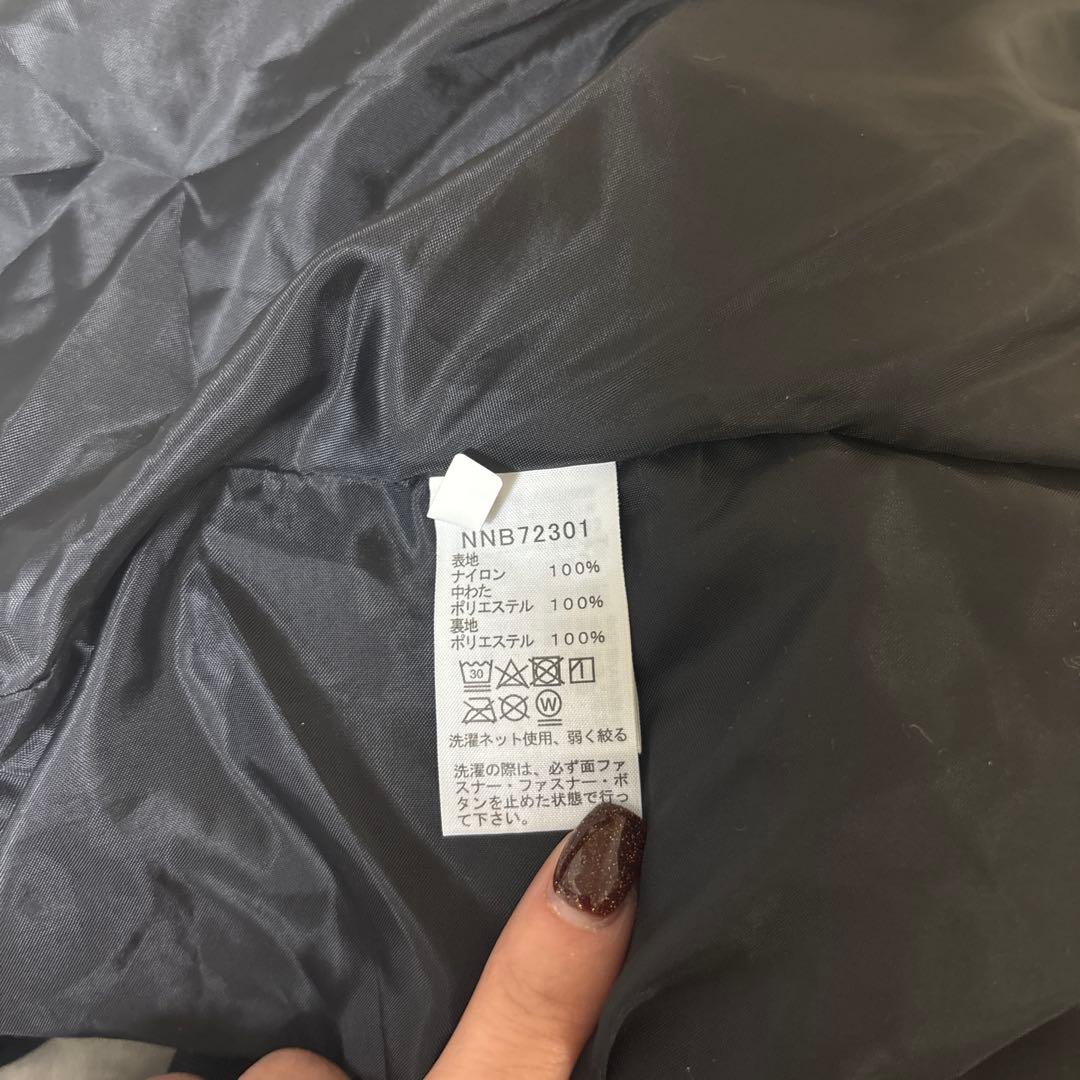 NNB72301
表地
ナイロン 100%
中わた
ポリエステル 100%
裏地
ポリエステル 100%
30
W
洗濯ネット使用、弱く絞る
洗濯の際は、必ず面ファ
スナー・ファスナー・ボ
タンを止めた状態で行っ
て下さい。